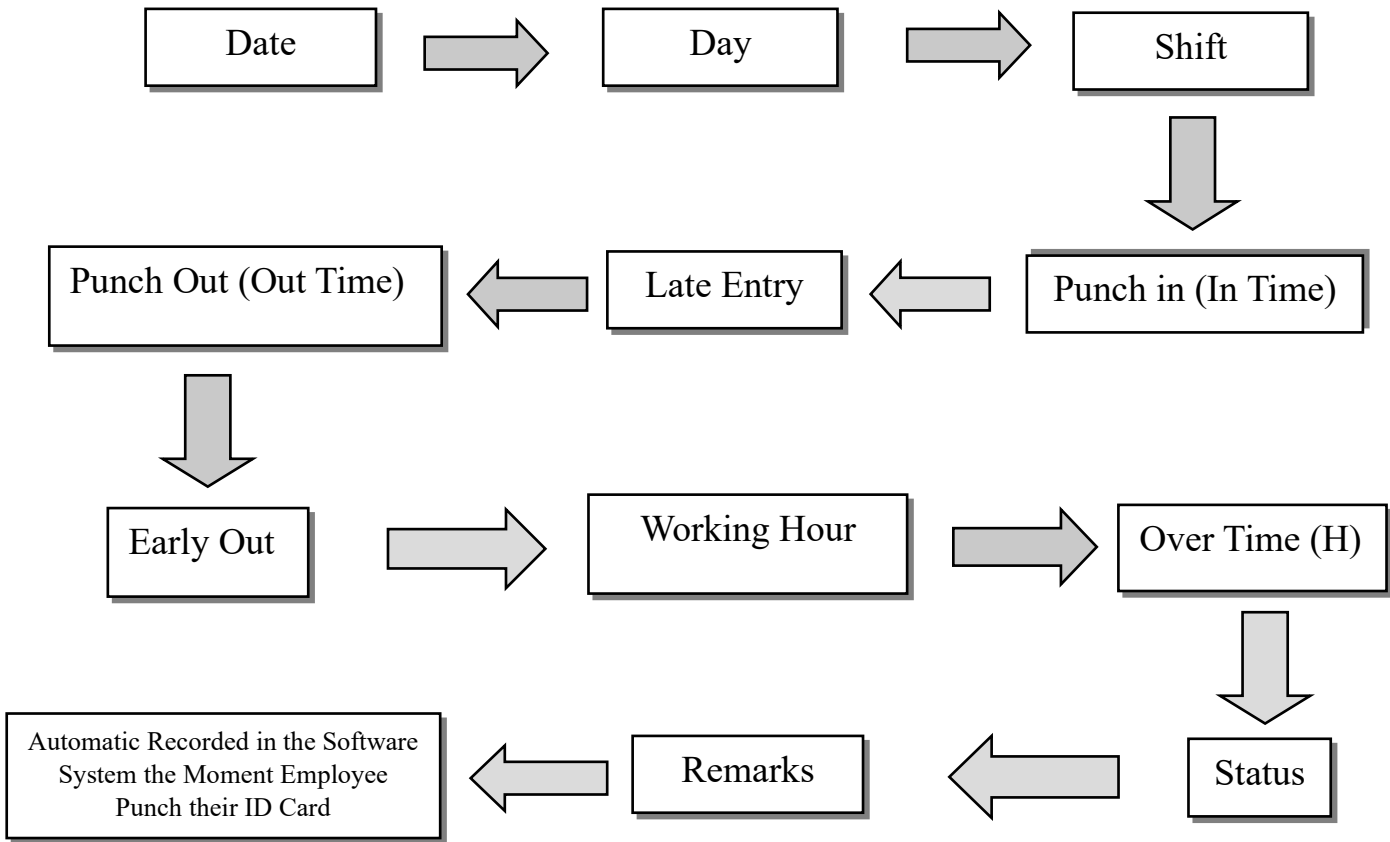 Date
Day
Shift
Punch in (In Time)
Late Entry
Punch Out (Out Time)
Early Out
Working Hour
Over Time (H)
Status
Remarks
Automatic Recorded in the Software
System the Moment Employee
Punch their ID Card